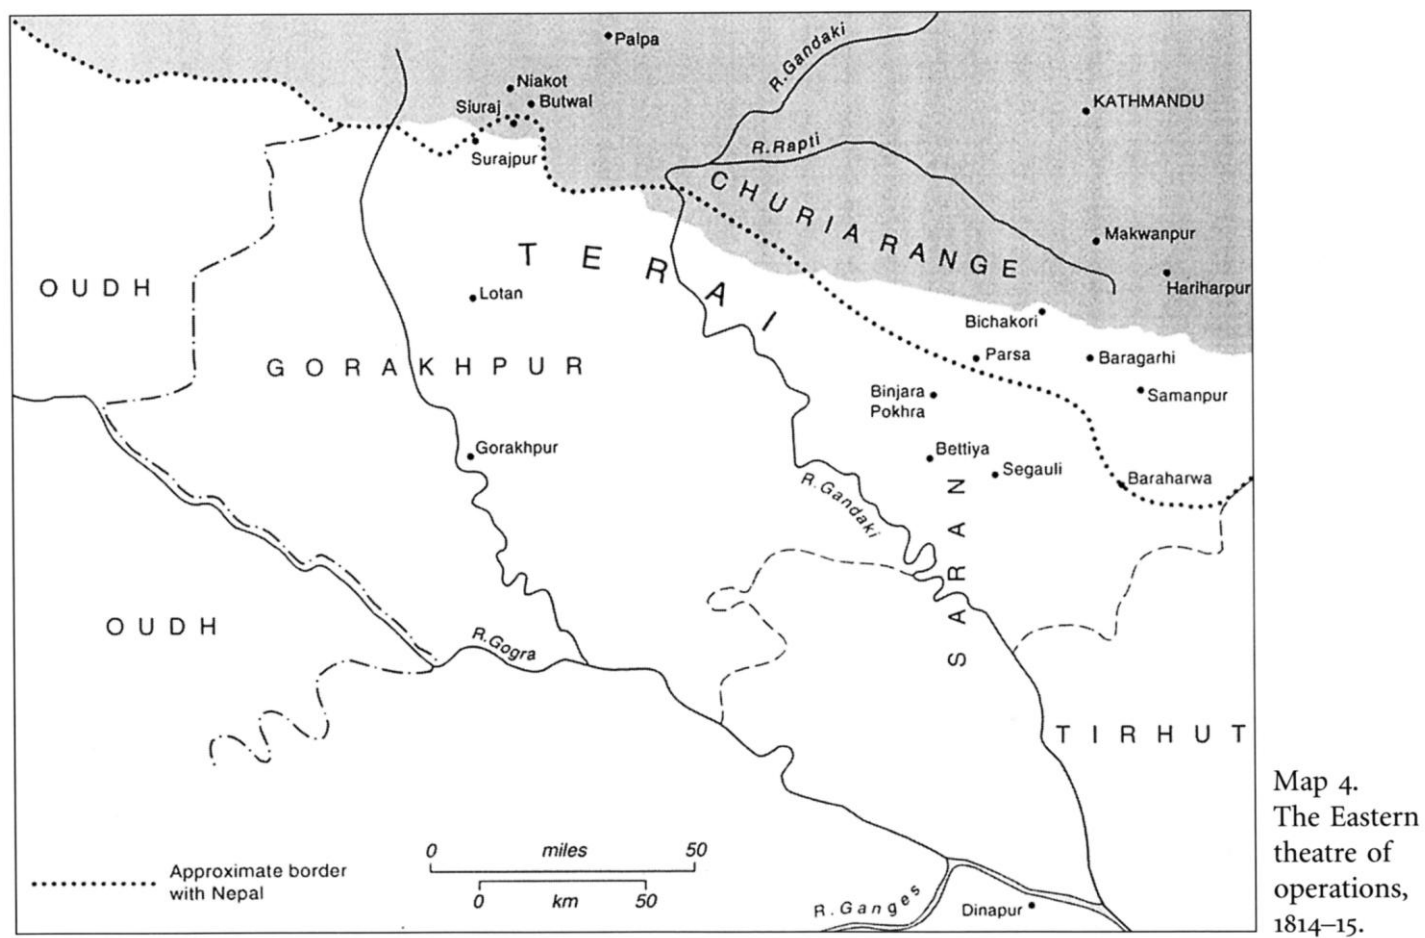 Palpa
R.Gandaki
Niakot
Butwal
Siuraj
KATHMANDU
Surajpur
R.Rapti
CHURIA RANGE
Makwanpur
TERAI
OUDH
Lotan
Hariharpur
Bichakori
Parsa
Baragarhi
GORAKHPUR
Binjara
Pokhra
Samanpur
Gorakhpur
Bettiya
Segauli
Baraharwa
R.Gandaki
SARAN
OUDH
R.Gogra
TIRHUT
Approximate border
with Nepal
0 miles 50
0 km 50
R.Ganges
Dinapur
Map 4.
The Eastern
theatre of
operations,
1814–15.